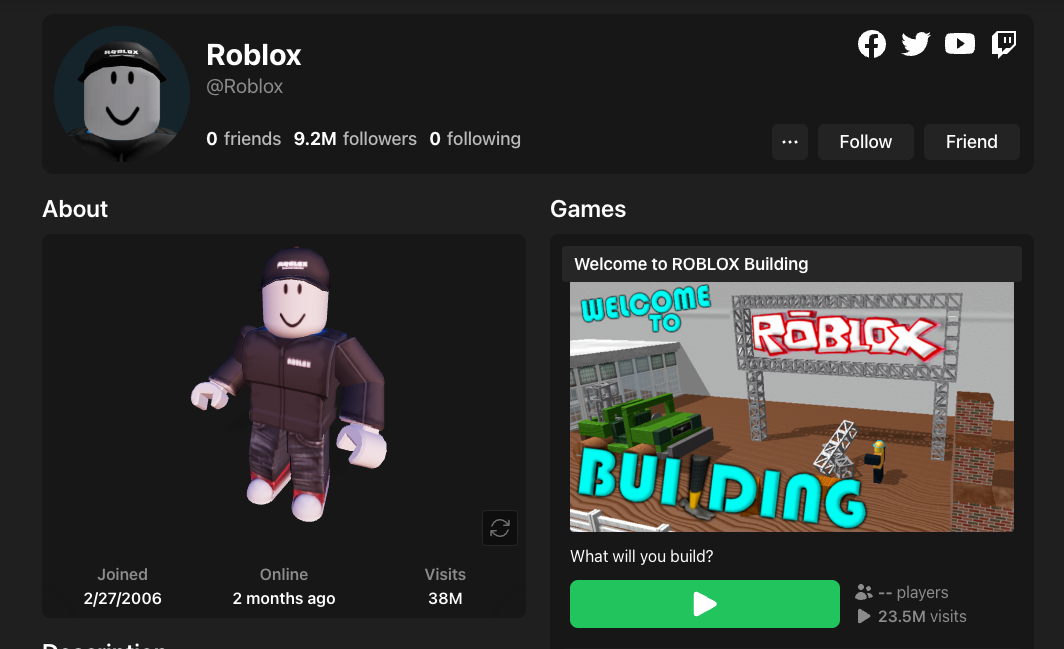 ROBLOX
Roblox
@Roblox
0 friends 9.2M followers 0 following
... Follow Friend
About
ROBLOX
ROBLOX
Joined Online Visits
2/27/2006 2 months ago 38M
Games
Welcome to ROBLOX Building
WELCOME
TO
RŌBLOX
BUILDING
What will you build?
-- players
23.5M visits
Description